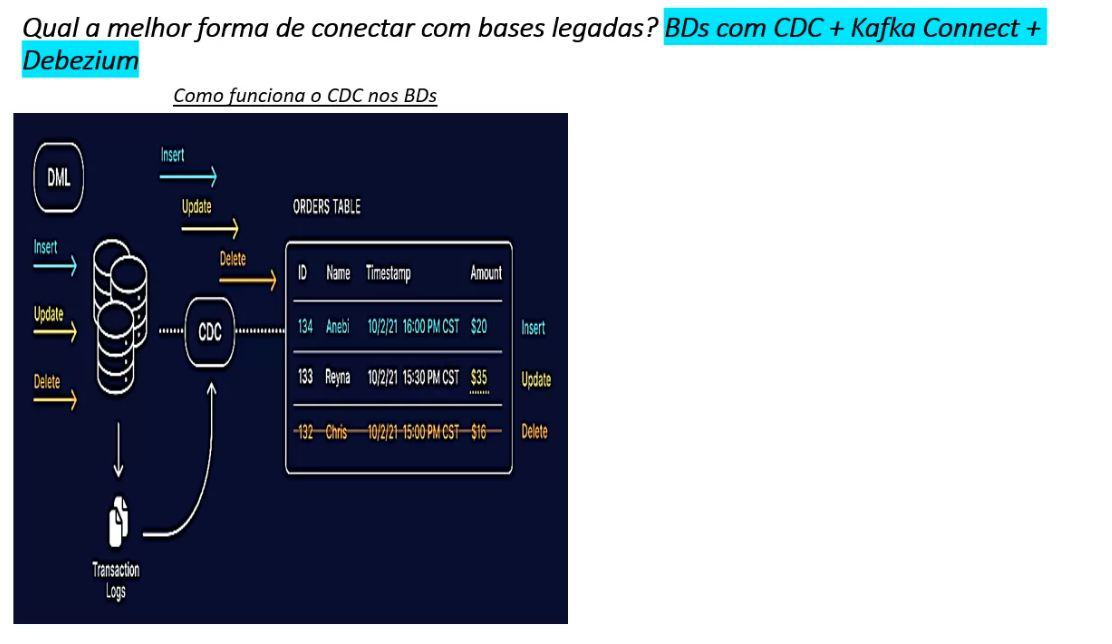 Qual a melhor forma de conectar com bases legadas? BDs com CDC + Kafka Connect +
Debezium
Como funciona o CDC nos BDs
DML
Insert
Update
Delete
Insert
Update
Delete
CDC
Transaction
Logs
ORDERS TABLE
ID Name Timestamp Amount
134 Anebi 10/2/21 16:00 PM CST $20 Insert
133 Reyna 10/2/21 15:30 PM CST $35 Update
132 Chris 10/2/21 15:00 PM CST $16 Delete